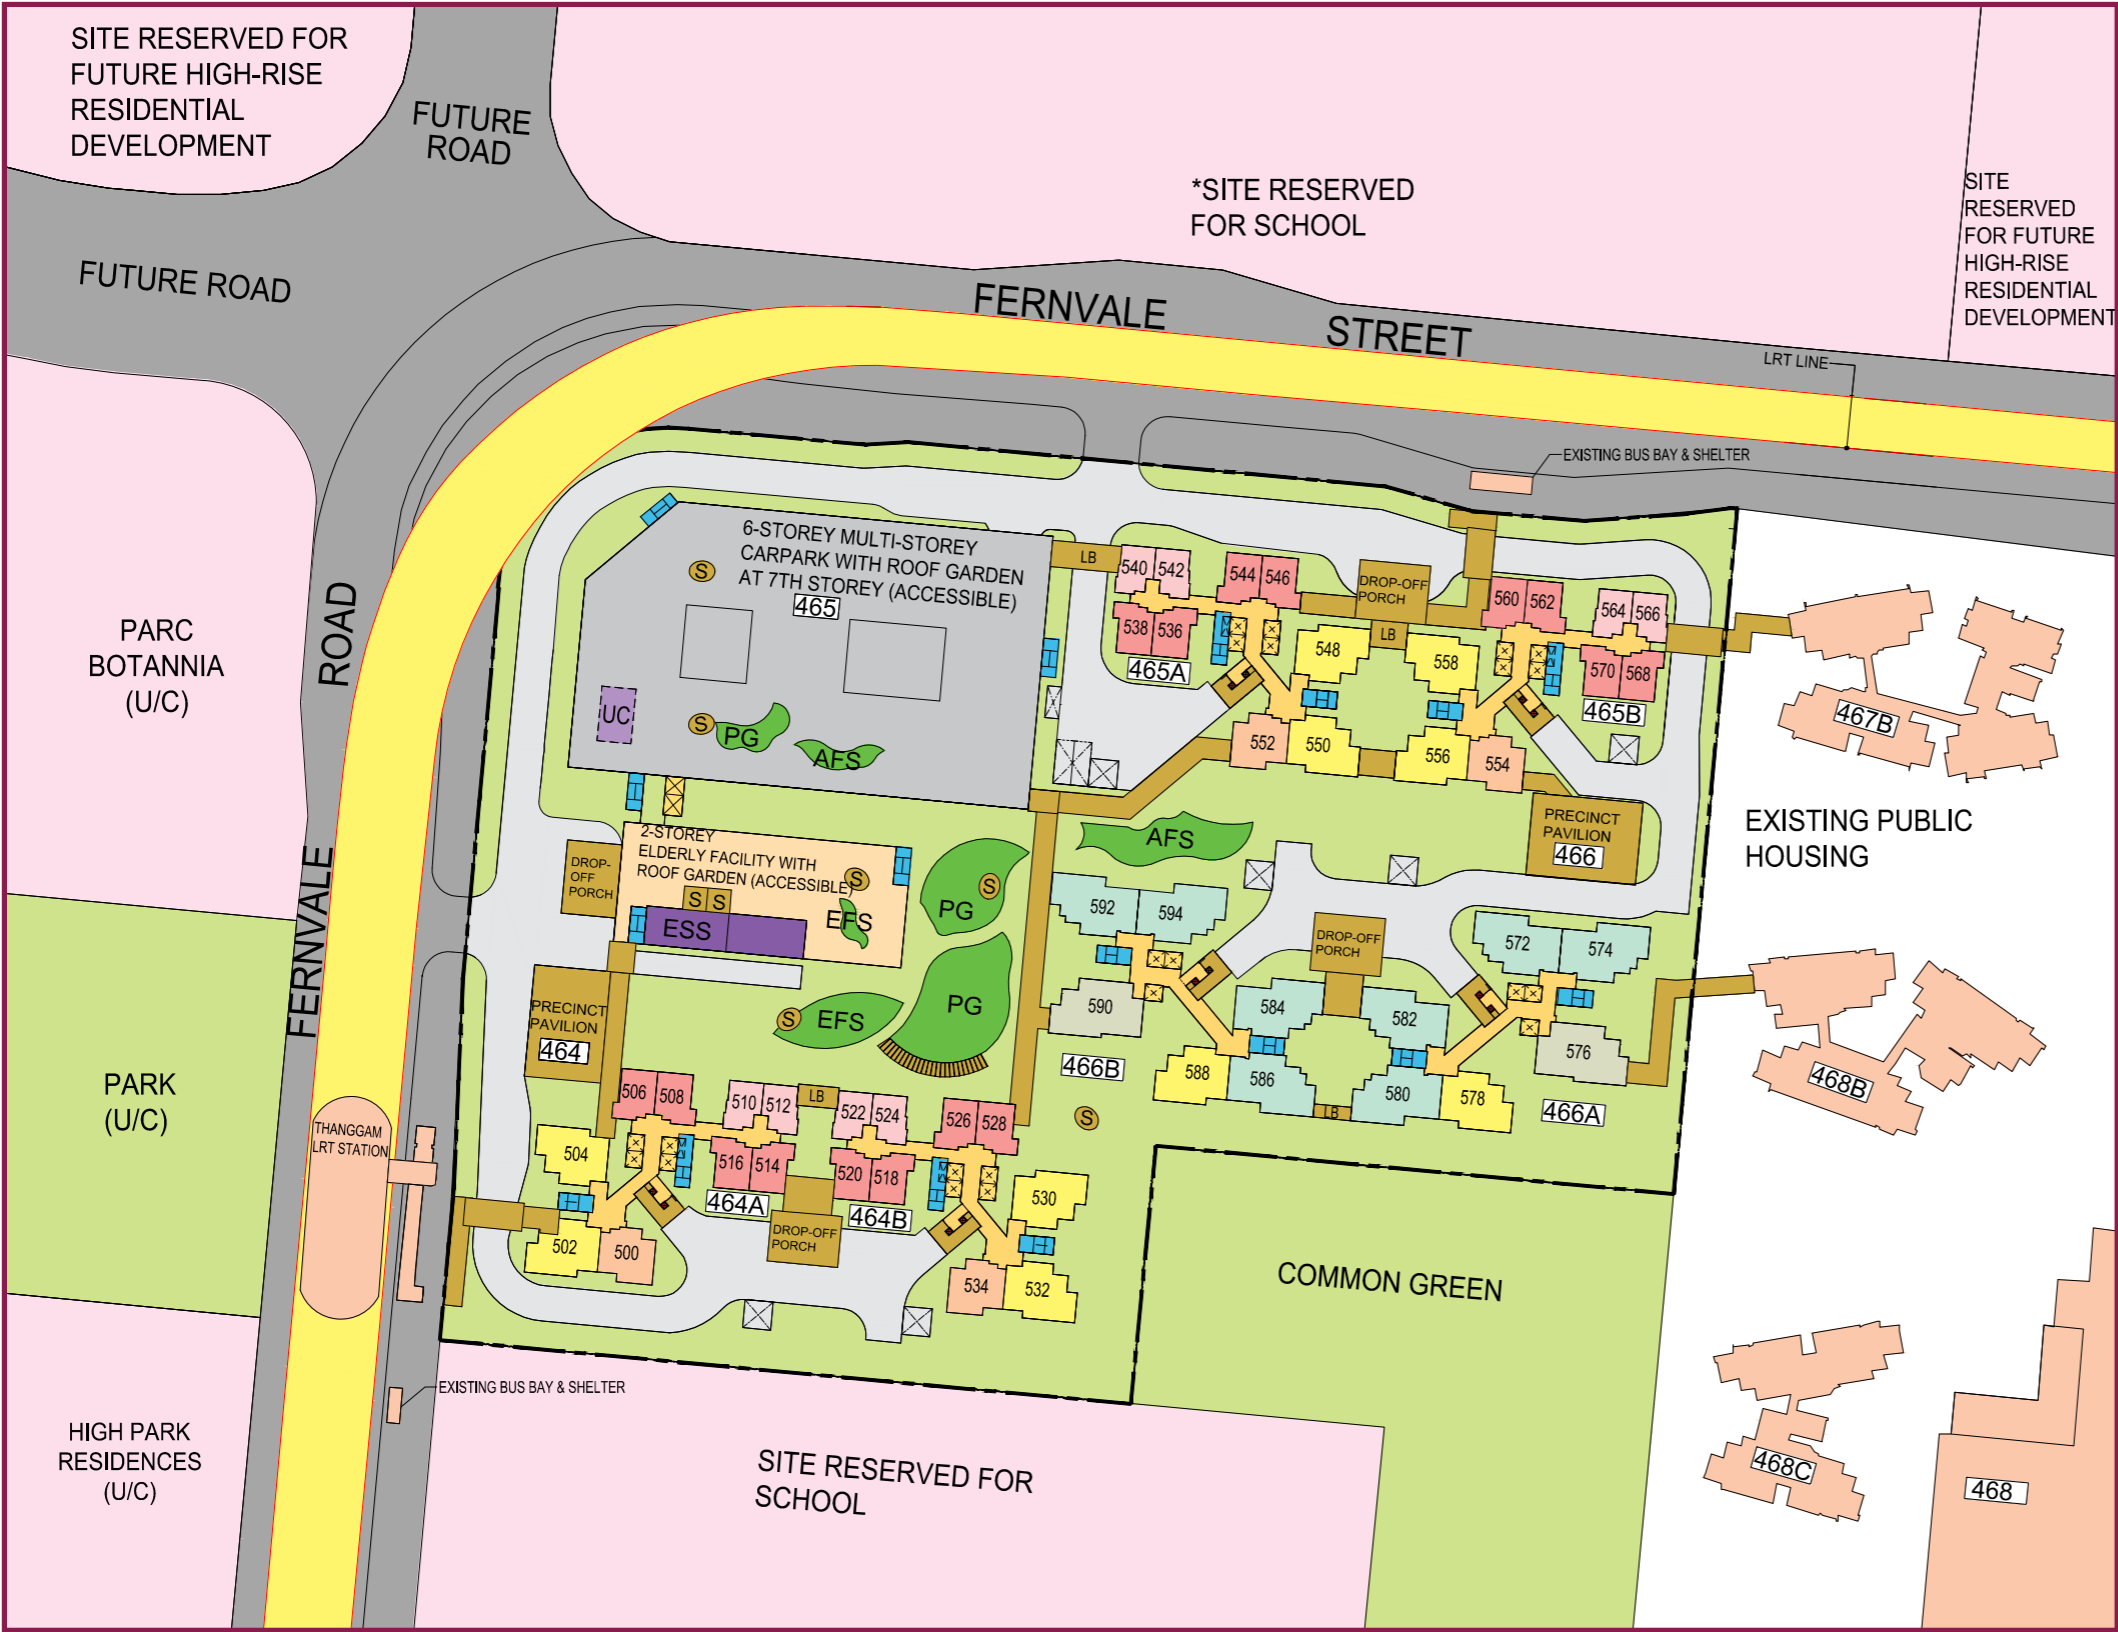 SITE RESERVED FOR
FUTURE HIGH-RISE
RESIDENTIAL
DEVELOPMENT
FUTURE
ROAD
*SITE RESERVED
FOR SCHOOL
SITE
RESERVED
FOR FUTURE
HIGH-RISE
RESIDENTIAL
DEVELOPMENT
FUTURE ROAD
FERNVALE
STREET
LRT LINE
EXISTING BUS BAY & SHELTER
6-STOREY MULTI-STOREY
CARPARK WITH ROOF GARDEN
AT 7TH STOREY (ACCESSIBLE)
465
S
S
UC
PG
AFS
LB
540
542
544
546
538
536
465A
548
552
550
DROP-OFF
PORCH
LB
560
562
564
566
558
570
568
465B
556
554
PRECINCT
PAVILION
466
PARC
BOTANNIA
(U/C)
ROAD
FERNVALE
467B
EXISTING PUBLIC
HOUSING
2-STOREY
ELDERLY FACILITY WITH
ROOF GARDEN (ACCESSIBLE)
DROP-
OFF
PORCH
S
S
S
ESS
EFS
PG
S
AFS
592
594
590
DROP-OFF
PORCH
572
574
584
582
576
466B
588
586
580
578
LB
466A
S
PG
S
EFS
PRECINCT
PAVILION
464
468B
PARK
(U/C)
THANGGAM
LRT STATION
506
508
510
512
LB
522
524
526
528
504
516
514
520
518
464A
464B
530
502
500
DROP-OFF
PORCH
534
532
COMMON GREEN
EXISTING BUS BAY & SHELTER
HIGH PARK
RESIDENCES
(U/C)
SITE RESERVED FOR
SCHOOL
468C
468